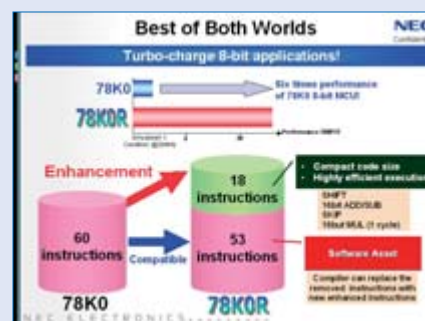 Best of Both Worlds
NEC
Turbo-charge 8-bit applications!
78K0
Six times performance
of 78K0 8-bit MCU!
78K0R
Enhancement
18
instructions
• Compact code size
• Highly efficient execution
SHIFT
16bit ADD/SUB
SKIP
16bit MUL (1 cycle)
60
instructions
Compatible
53
instructions
Software Asset
Compiler can replace the
removed instructions with
new enhanced instructions
78K0
78K0R
NEC ELECTRONICS